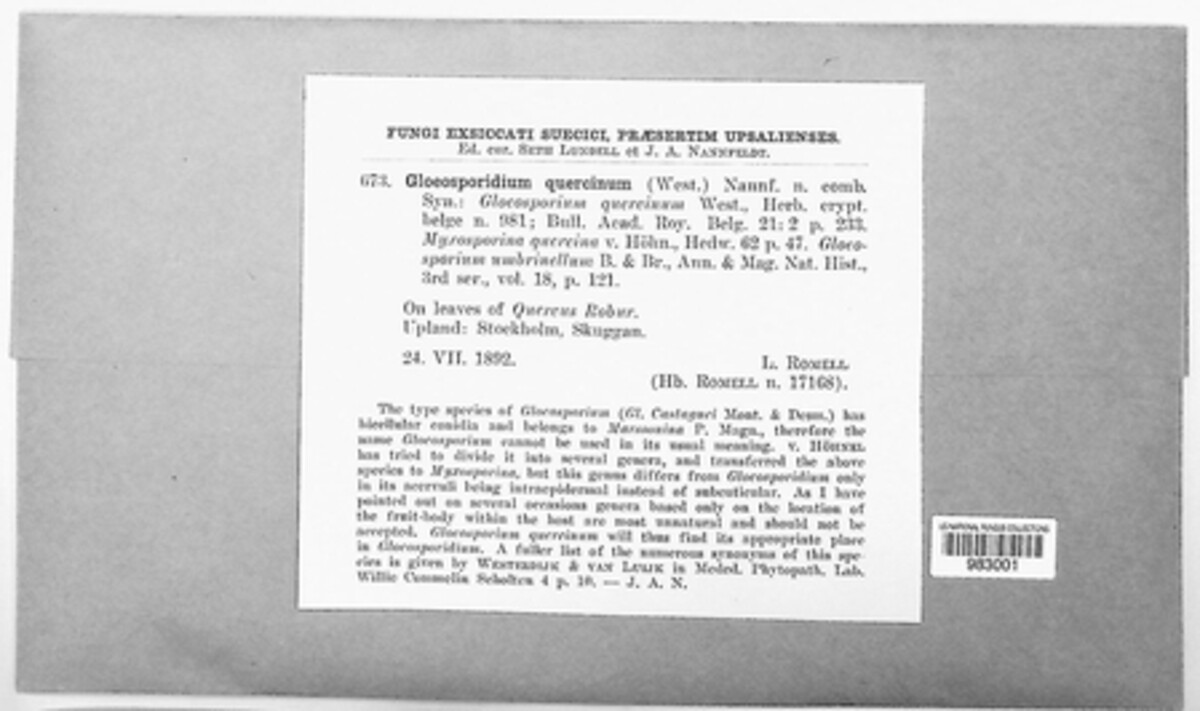 FUNGI EXSICCATI SUECICI, PRÆSERTIM UPSALIENSES.
Ed. cur. SETH LUNDELL et J. A. NANNFELDT.
673. Gloeosporidium quercinum (West.) Nannf. n. comb.
Syn.: Gloeosporium quercinum West., Herb. crypt.
belge n. 981; Bull. Acad. Roy. Belg. 21: 2 p. 233.
Myxosporina quercina v. Höhn., Hedw. 62 p. 47. Gloeo-
sporium umbrinellum B. & Br., Ann. & Mag. Nat. Hist.,
3rd ser., vol. 18, p. 121.
On leaves of Quercus Robur.
Upland: Stockholm, Skuggan.
24. VII. 1892. L. ROMELL
(Hb. ROMELL n. 17168).
The type species of Gloeosporium (Gl. Castagnei Mont. & Desm.) has
bicellular conidia and belongs to Marssonina P. Magn., therefore the
name Gloeosporium cannot be used in its usual meaning. v. HÖHNEL
has tried to divide it into several genera, and transferred the above
species to Myxosporina, but this genus differs from Gloeosporidium only
in its acervuli being intraepidermal instead of subcuticular. As I have
pointed out on several occasions genera based only on the location of
the fruit-body within the host are most unnatural and should not be
accepted. Gloeosporium quercinum will thus find its appropriate place
in Gloeosporidium. A fuller list of the numerous synonyms of this spe-
cies is given by WESTERDIJK & VAN LUIJK in Meded. Phytopath. Lab.
Willie Commelin Scholten 4 p. 10. — J. A. N.
US NATIONAL FUNGUS COLLECTIONS
983001